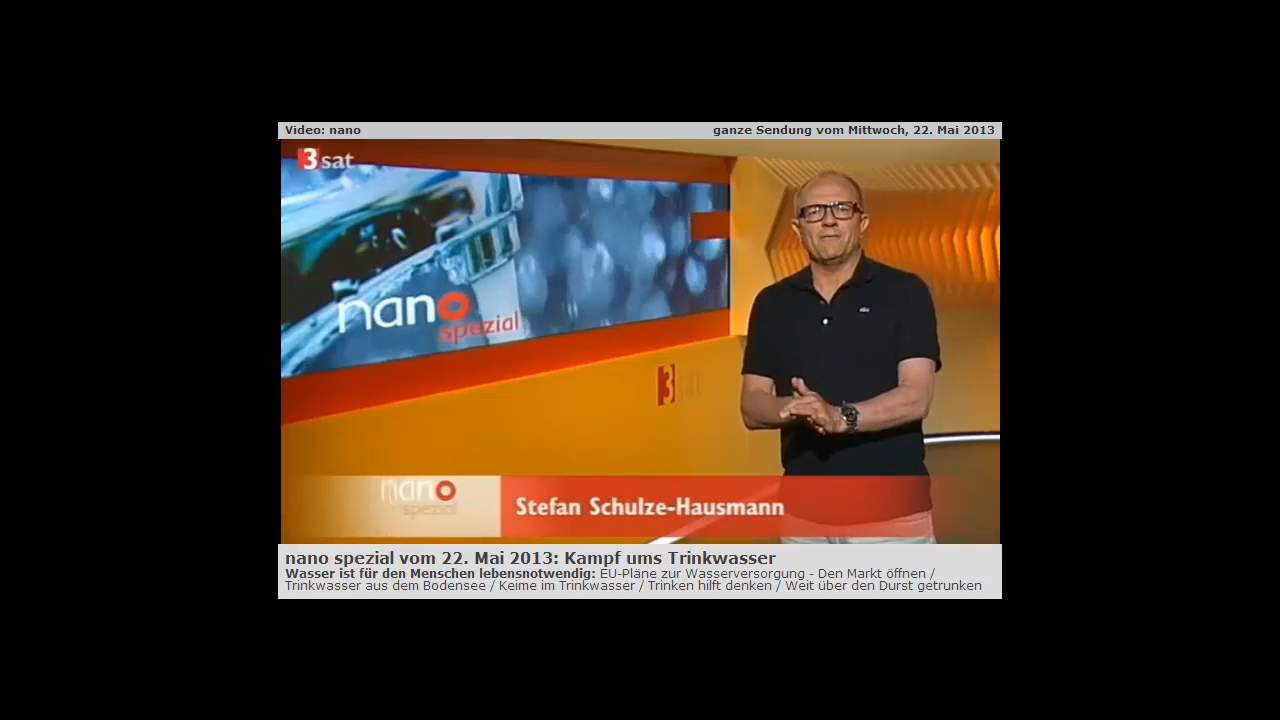 Video: nano ganze Sendung vom Mittwoch, 22. Mai 2013
3sat
nano
spezial
3sat
nano
spezial
Stefan Schulze-Hausmann
nano spezial vom 22. Mai 2013: Kampf ums Trinkwasser
Wasser ist für den Menschen lebensnotwendig: EU-Pläne zur Wasserversorgung - Den Markt öffnen /
Trinkwasser aus dem Bodensee / Keime im Trinkwasser / Trinken hilft denken / Weit über den Durst getrunken